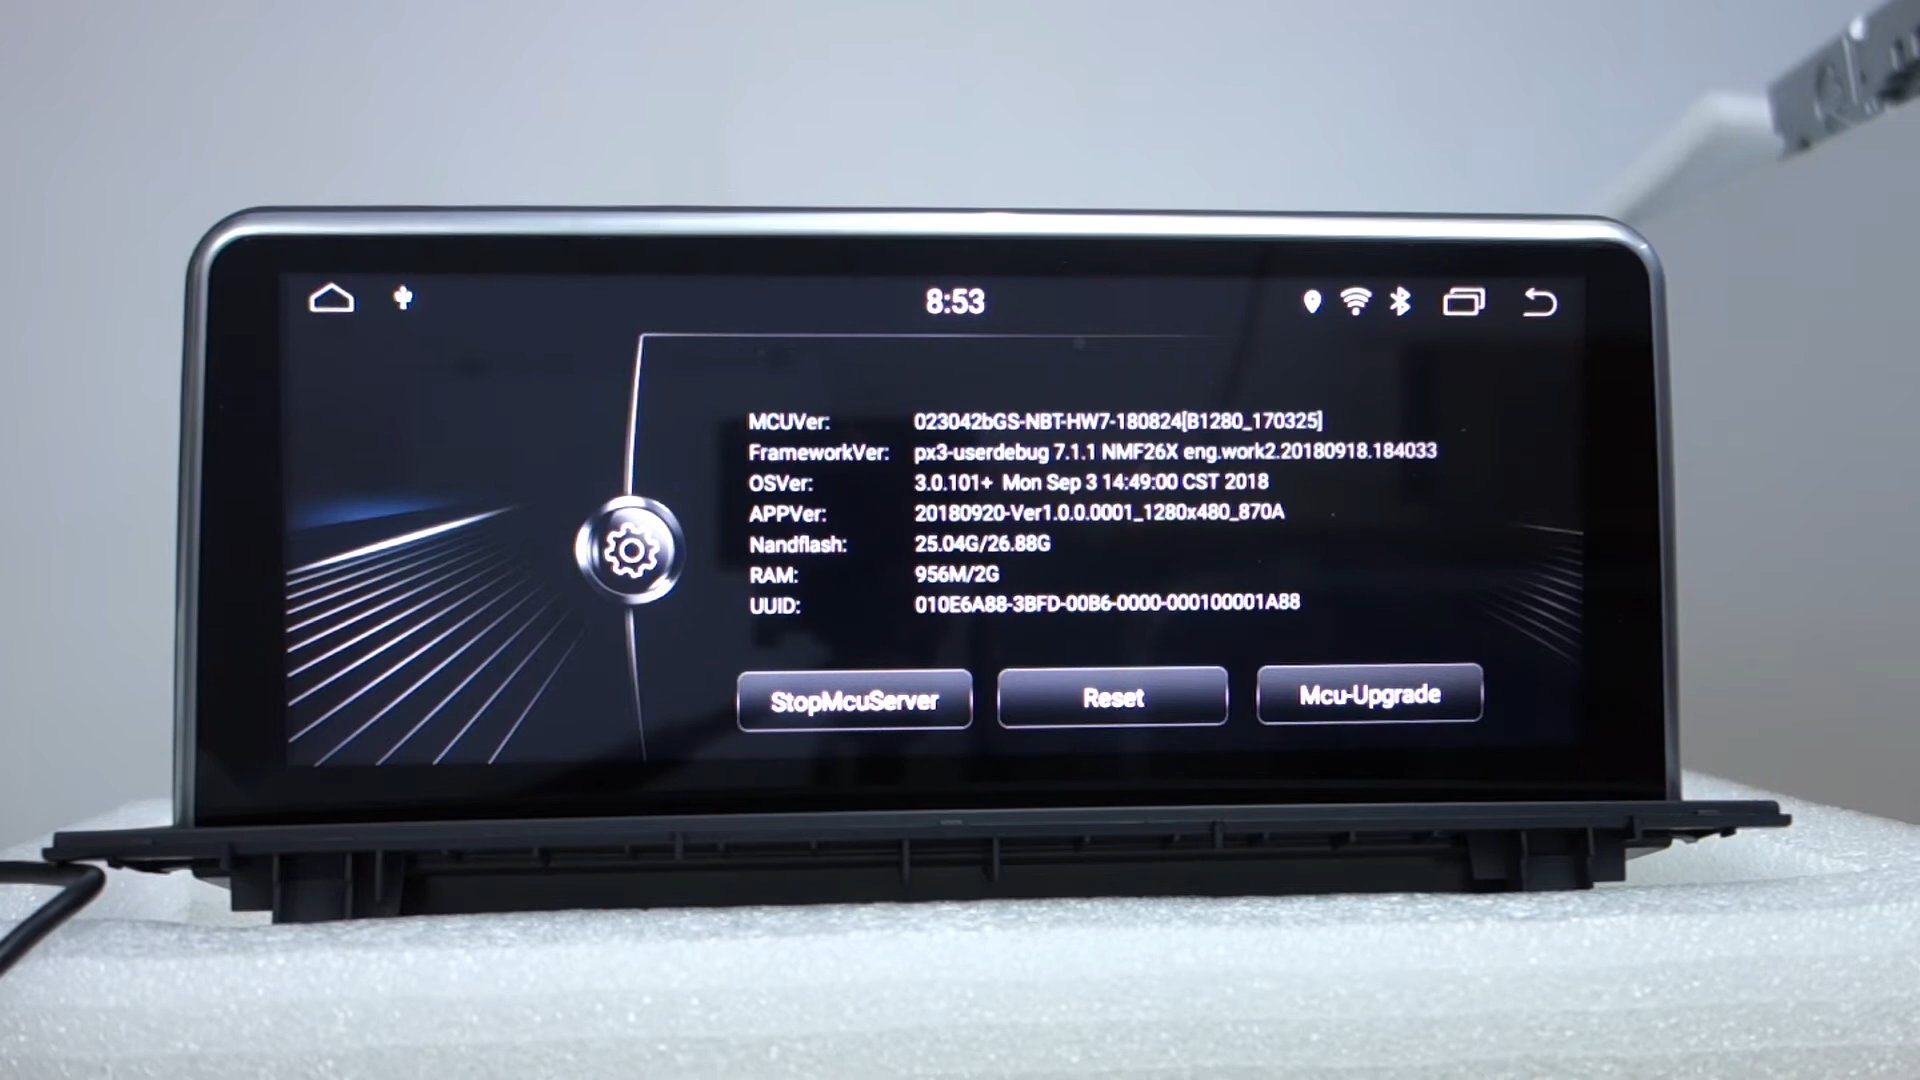 8:53
MCUVer: 023042bGS-NBT-HW7-180824[B1280_170325]
FrameworkVer: px3-userdebug 7.1.1 NMF26X eng.work2.20180918.184033
OSVer: 3.0.101+ Mon Sep 3 14:49:00 CST 2018
APPVer: 20180920-Ver1.0.0.0001_1280x480_870A
Nandflash: 25.04G/26.88G
RAM: 956M/2G
UUID: 010E6A88-3BFD-00B6-0000-000100001A88
StopMcuServer Reset Mcu-Upgrade